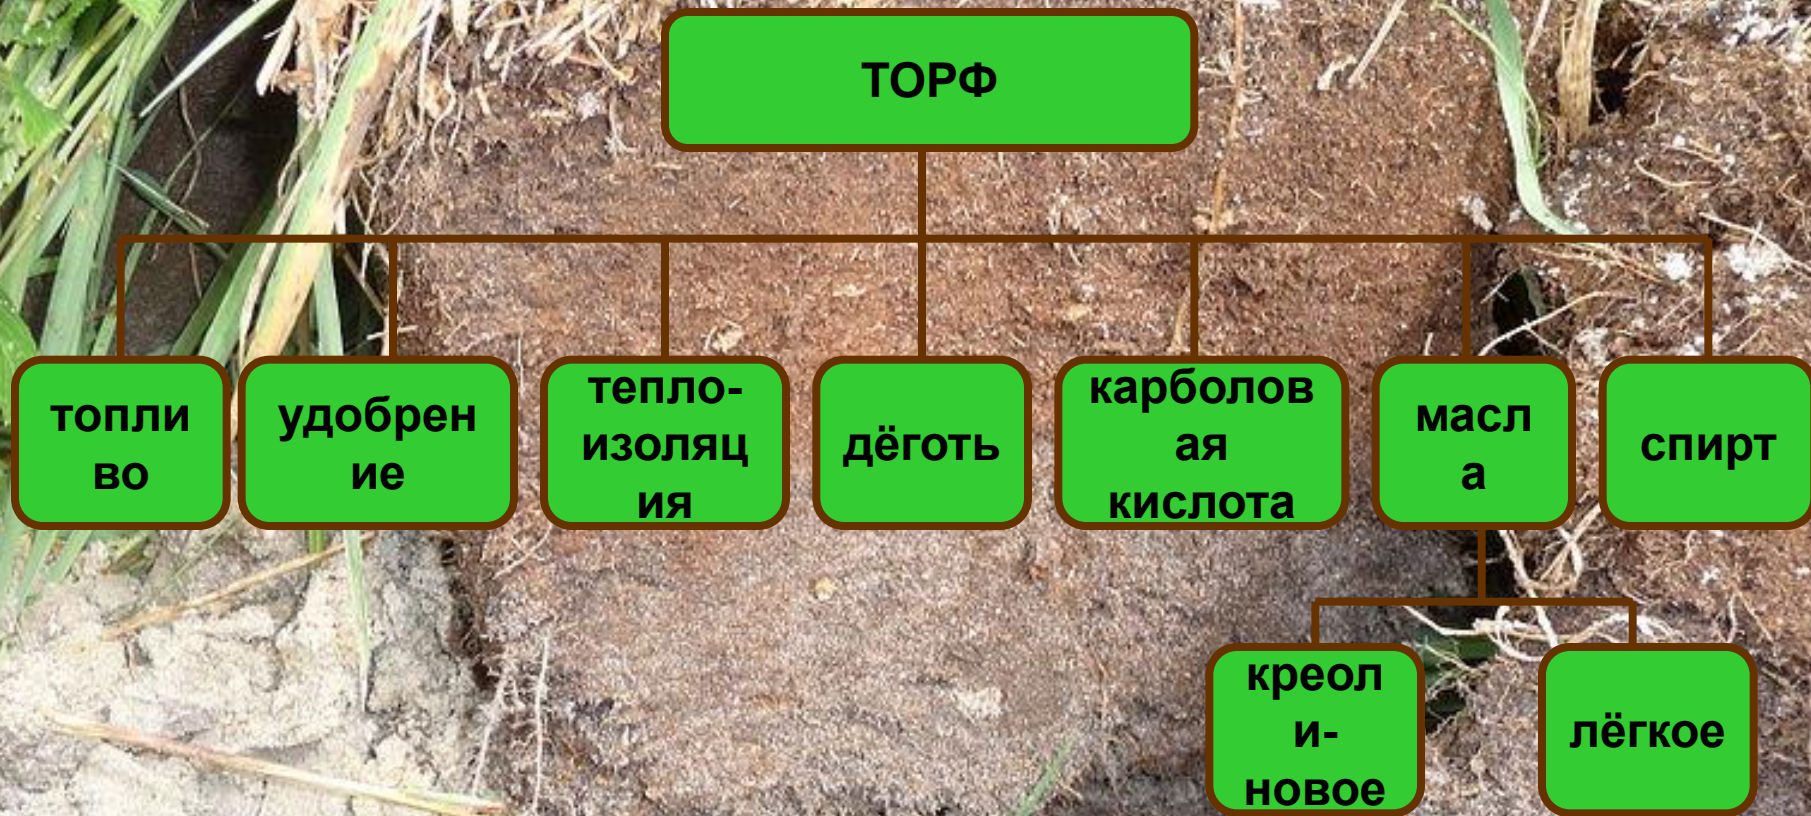 ТОРФ
топли
во
удобрен
ие
тепло-
изоляц
ия
дёготь
карболов
ая
кислота
масл
а
спирт
креол
и-
новое
лёгкое